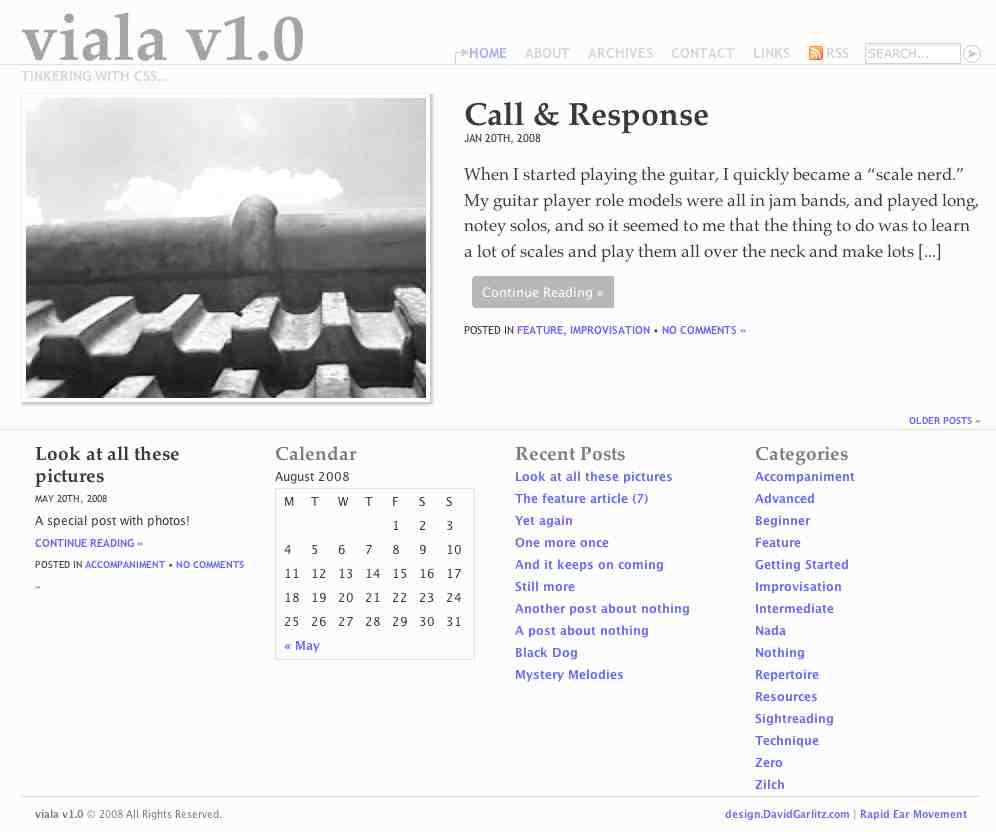 viala v1.0
HOME ABOUT ARCHIVES CONTACT LINKS RSS SEARCH...
TINKERING WITH CSS...
Call & Response
JAN 20TH, 2008
When I started playing the guitar, I quickly became a “scale nerd.”
My guitar player role models were all in jam bands, and played long,
notey solos, and so it seemed to me that the thing to do was to learn
a lot of scales and play them all over the neck and make lots [...]
Continue Reading »
POSTED IN FEATURE, IMPROVISATION • NO COMMENTS »
OLDER POSTS »
Look at all these
pictures
MAY 20TH, 2008
A special post with photos!
CONTINUE READING »
POSTED IN ACCOMPANIMENT • NO COMMENTS
»
Calendar
August 2008
M T W T F S S
1 2 3
4 5 6 7 8 9 10
11 12 13 14 15 16 17
18 19 20 21 22 23 24
25 26 27 28 29 30 31
« May
Recent Posts
Look at all these pictures
The feature article (7)
Yet again
One more once
And it keeps on coming
Still more
Another post about nothing
A post about nothing
Black Dog
Mystery Melodies
Categories
Accompaniment
Advanced
Beginner
Feature
Getting Started
Improvisation
Intermediate
Nada
Nothing
Repertoire
Resources
Sightreading
Technique
Zero
Zilch
viala v1.0 © 2008 All Rights Reserved.
design.DavidGarlitz.com | Rapid Ear Movement